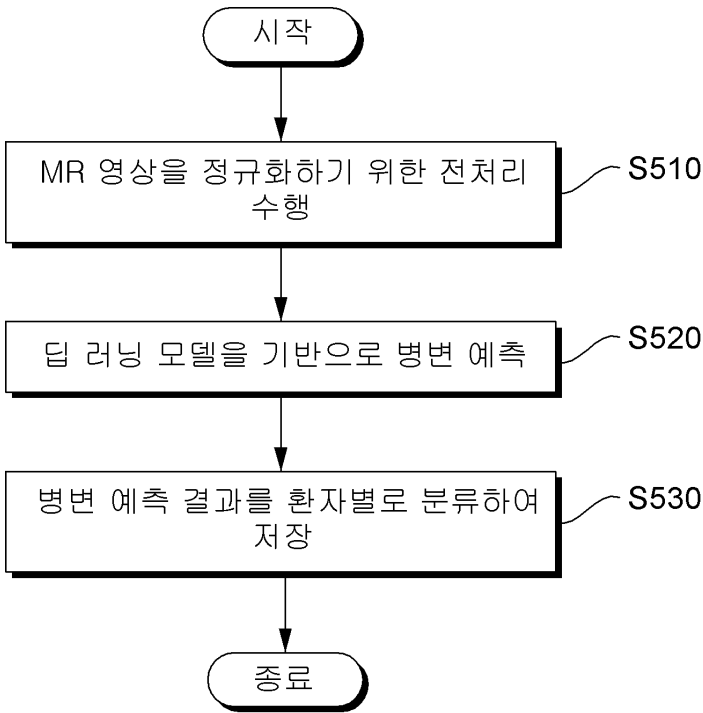 시작
MR 영상을 정규화하기 위한 전처리
수행
S510
딥 러닝 모델을 기반으로 병변 예측
S520
병변 예측 결과를 환자별로 분류하여
저장
S530
종료